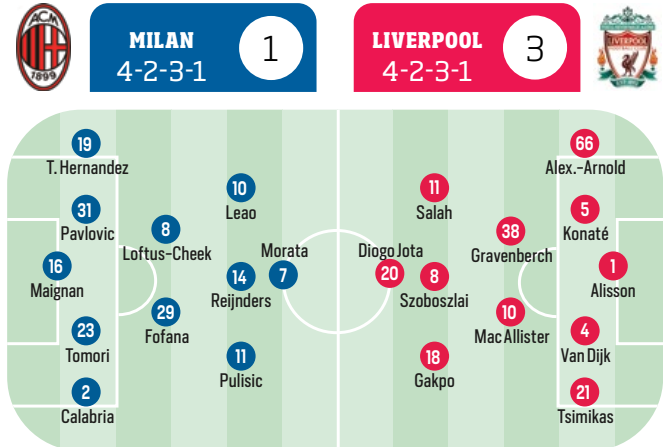 ACM
1899
MILAN
4-2-3-1
1
LIVERPOOL
4-2-3-1
3
LIVERPOOL
19
T. Hernandez
31
Pavlovic
16
Maignan
23
Tomori
2
Calabria
8
Loftus-Cheek
29
Fofana
10
Leao
14
Reijnders
11
Pulisic
Morata
7
Diogo Jota
20
11
Salah
8
Szoboszlai
18
Gakpo
38
Gravenberch
10
Mac Allister
66
Alex.-Arnold
5
Konaté
1
Alisson
4
Van Dijk
21
Tsimikas